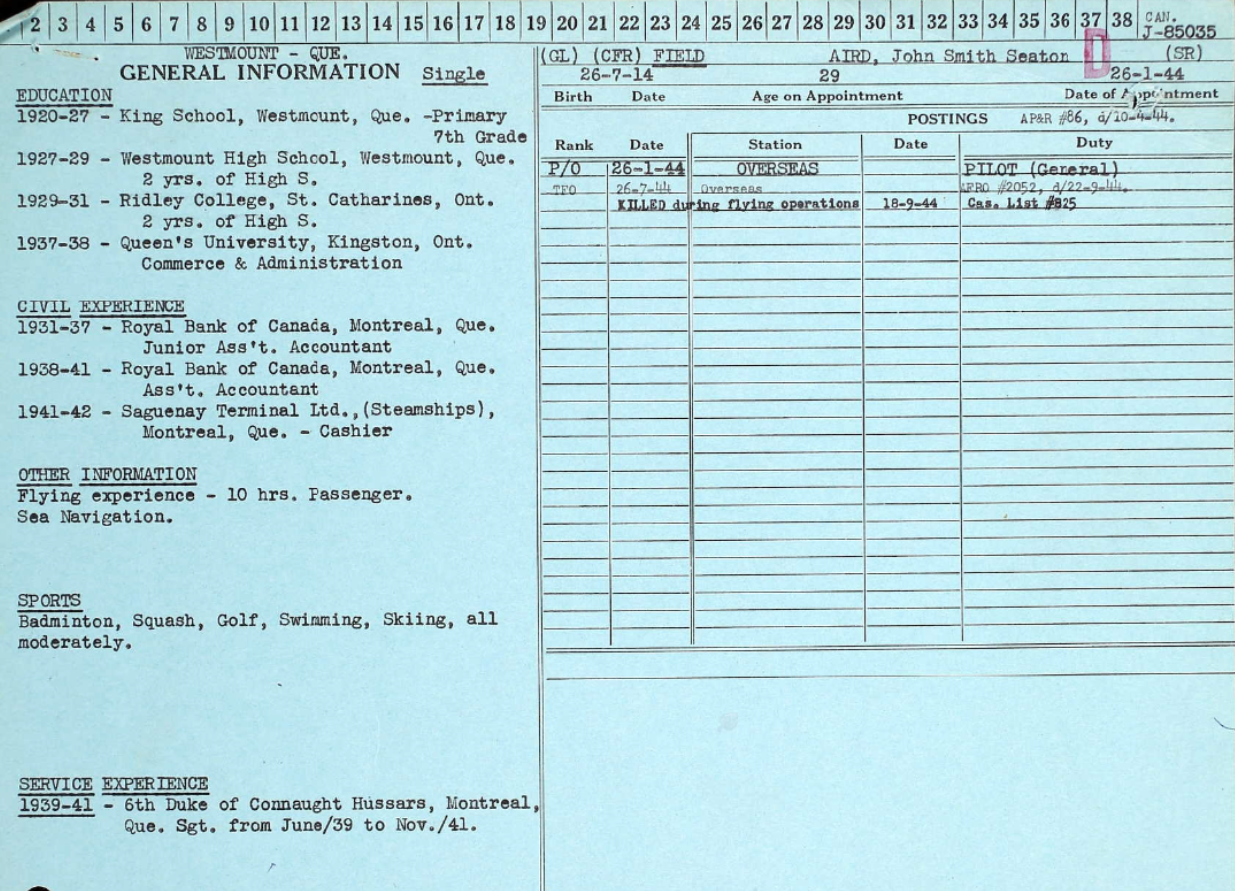 2 3 4 5 6 7 8 9 10 11 12 13 14 15 16 17 18 19 20 21 22 23 24 25 26 27 28 29 30 31 32 33 34 35 36 37 38 CAN.
J-85035
WESTMOUNT - QUE.
GENERAL INFORMATION Single
EDUCATION
1920-27 - King School, Westmount, Que. -Primary
7th Grade
1927-29 - Westmount High School, Westmount, Que.
2 yrs. of High S.
1929-31 - Ridley College, St. Catharines, Ont.
2 yrs. of High S.
1937-38 - Queen's University, Kingston, Ont.
Commerce & Administration
CIVIL EXPERIENCE
1931-37 - Royal Bank of Canada, Montreal, Que.
Junior Ass't. Accountant
1938-41 - Royal Bank of Canada, Montreal, Que.
Ass't. Accountant
1941-42 - Saguenay Terminal Ltd.,(Steamships),
Montreal, Que. - Cashier
OTHER INFORMATION
Flying experience - 10 hrs. Passenger.
Sea Navigation.
SPORTS
Badminton, Squash, Golf, Swimming, Skiing, all
moderately.
SERVICE EXPERIENCE
1939-41 - 6th Duke of Connaught Hussars, Montreal,
Que. Sgt. from June/39 to Nov./41.
(GL) (CFR) FIELD AIRD, John Smith Seaton D (SR)
26-7-14 29 26-1-44
Birth Date Age on Appointment Date of Appointment
POSTINGS AP&R #86, d/10-4-44.
Rank Date Station Date Duty
P/O 26-1-44 OVERSEAS PILOT (General)
26-7-44 Overseas AFRO #2052, d/22-9-44.
KILLED during flying operations 18-9-44 Cas. List #825